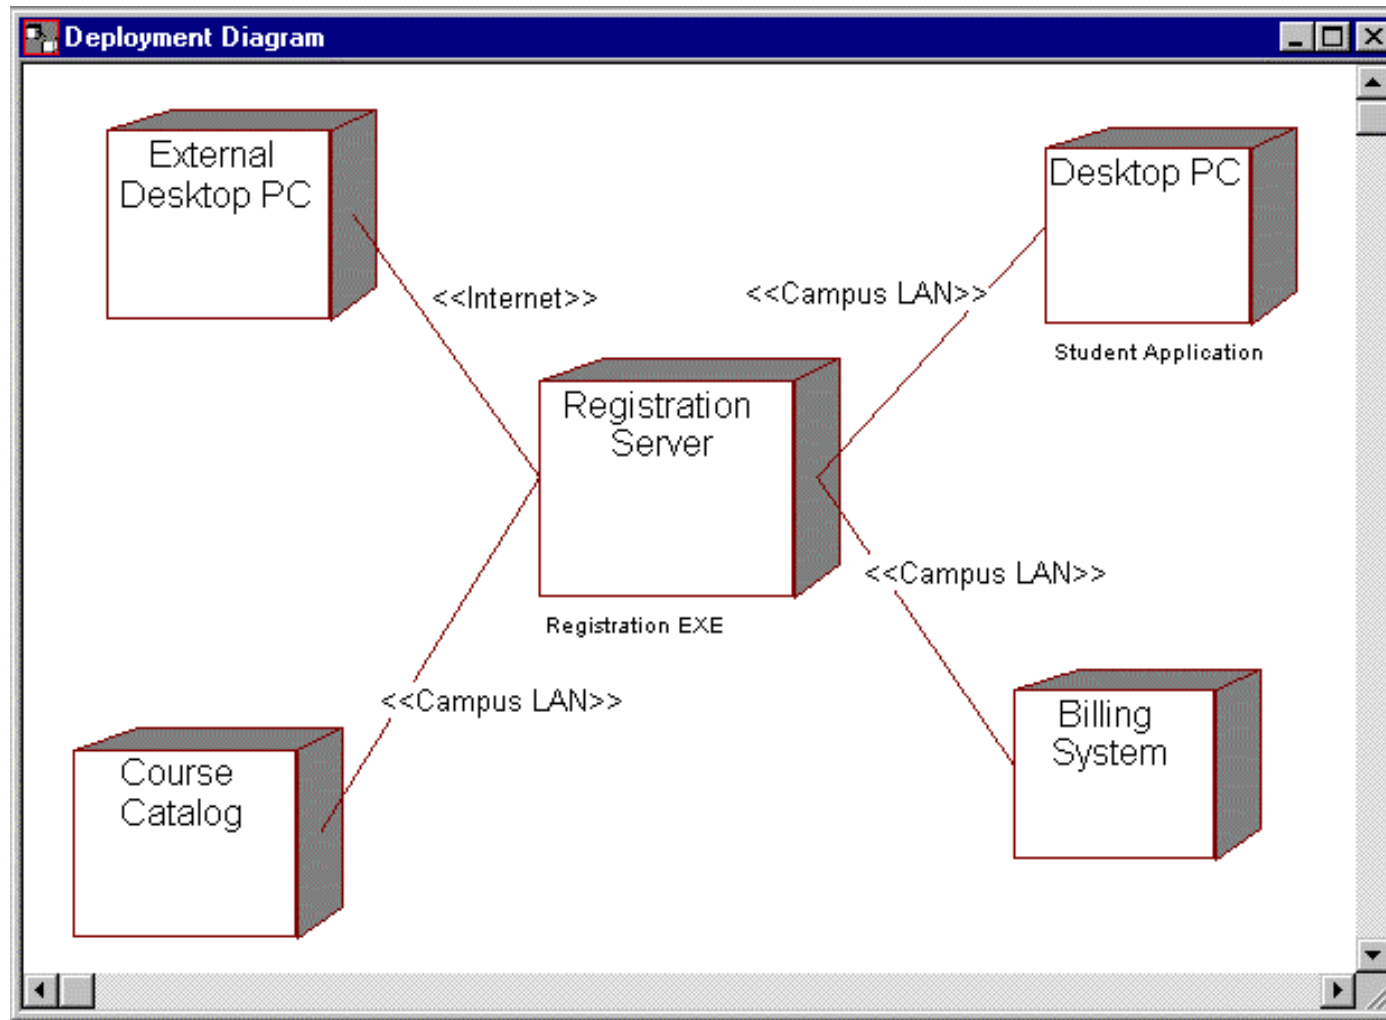 Deployment Diagram
External
Desktop PC
Desktop PC
<<Internet>>
<<Campus LAN>>
Student Application
Registration
Server
<<Campus LAN>>
Registration EXE
<<Campus LAN>>
Billing
System
Course
Catalog